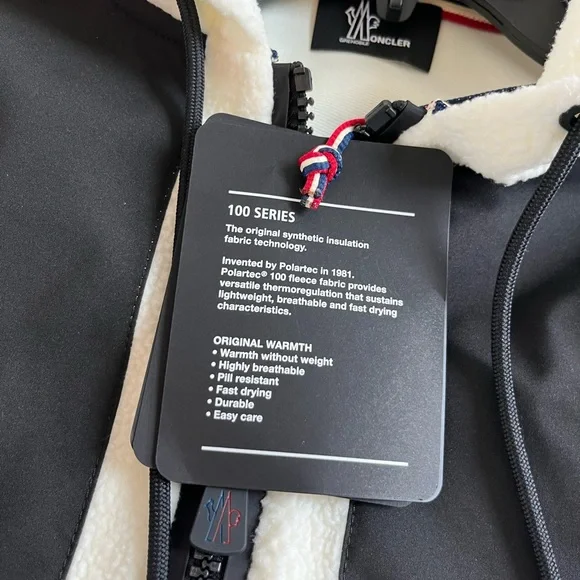 GRENOBLE MONCLER
100 SERIES
The original synthetic insulation
fabric technology.
Invented by Polartec in 1981.
Polartec® 100 fleece fabric provides
versatile thermoregulation that sustains
lightweight, breathable and fast drying
characteristics.
ORIGINAL WARMTH
• Warmth without weight
• Highly breathable
• Pill resistant
• Fast drying
• Durable
• Easy care